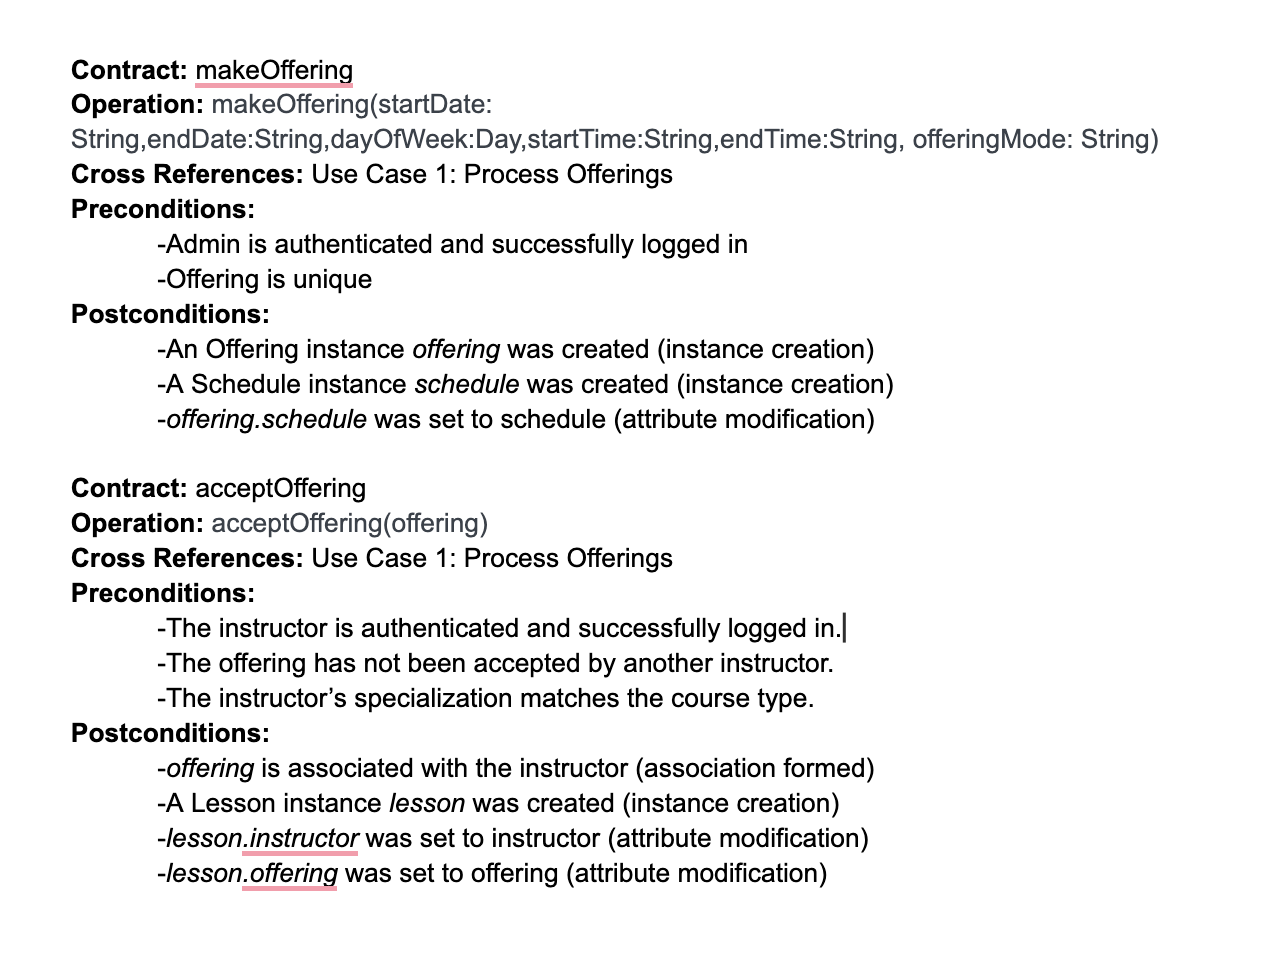 Contract: makeOffering
Operation: makeOffering(startDate:
String,endDate:String,dayOfWeek:Day,startTime:String,endTime:String, offeringMode: String)
Cross References: Use Case 1: Process Offerings
Preconditions:
-Admin is authenticated and successfully logged in
-Offering is unique
Postconditions:
-An Offering instance offering was created (instance creation)
-A Schedule instance schedule was created (instance creation)
-offering.schedule was set to schedule (attribute modification)
Contract: acceptOffering
Operation: acceptOffering(offering)
Cross References: Use Case 1: Process Offerings
Preconditions:
-The instructor is authenticated and successfully logged in.
-The offering has not been accepted by another instructor.
-The instructor’s specialization matches the course type.
Postconditions:
-offering is associated with the instructor (association formed)
-A Lesson instance lesson was created (instance creation)
-lesson.instructor was set to instructor (attribute modification)
-lesson.offering was set to offering (attribute modification)